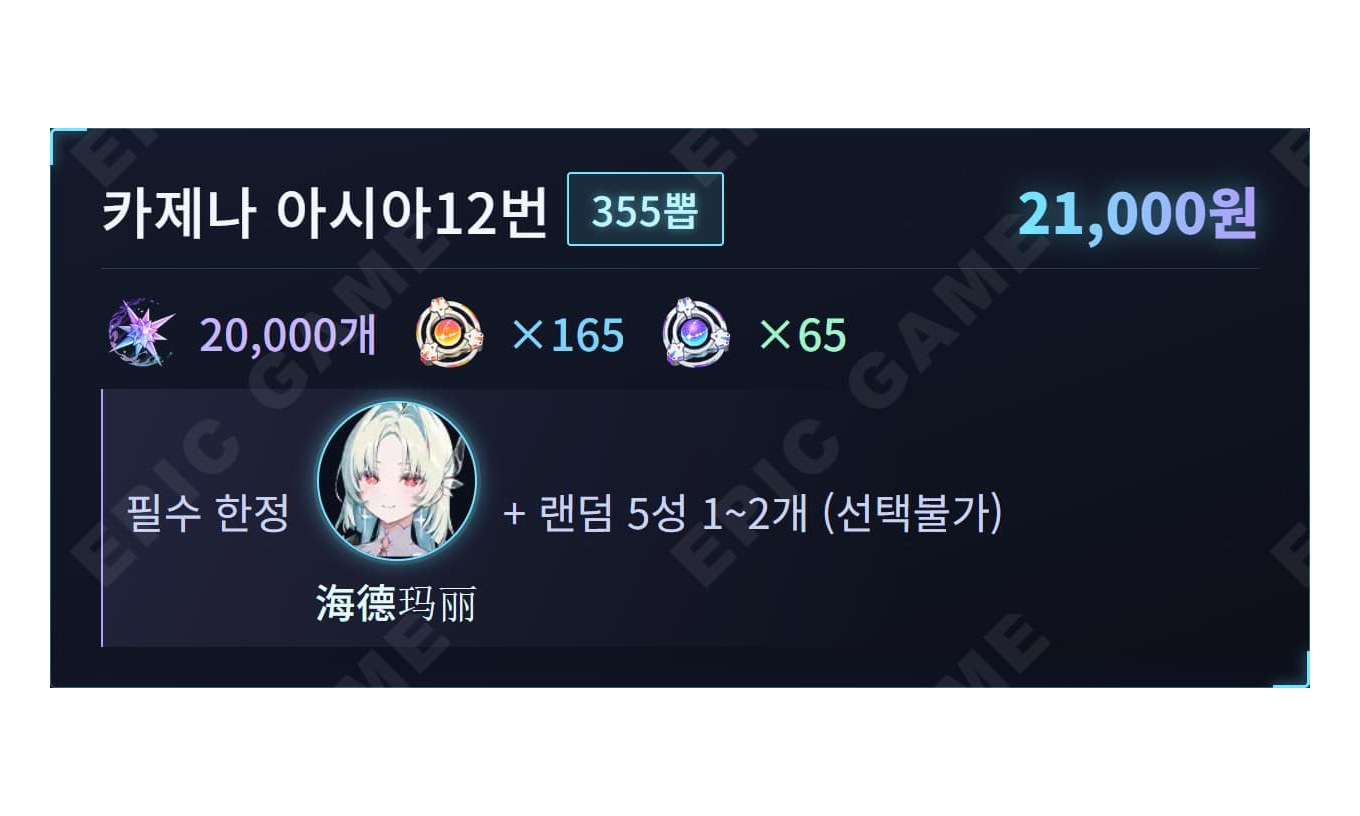 카제나 아시아12번 355뽑 21,000원
20,000개 ×165 ×65
필수 한정 + 랜덤 5성 1~2개 (선택불가)
海德玛丽
EPIC GAME